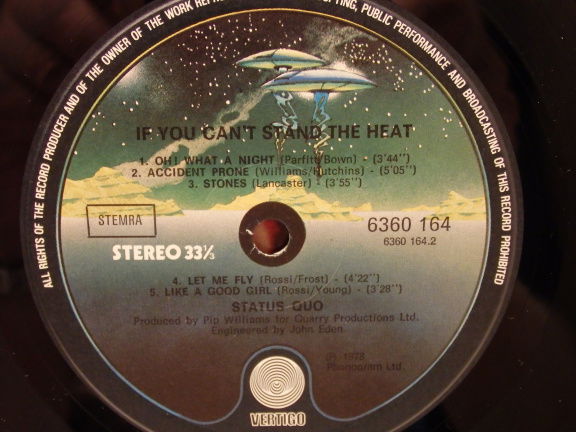 ALL RIGHTS OF THE RECORD PRODUCER AND OF THE OWNER OF THE WORK REPR
PUBLIC PERFORMANCE AND BROADCASTING OF THIS RECORD PROHIBITED
IF YOU CAN'T STAND THE HEAT
1. OH! WHAT A NIGHT (Parfitt/Bown) - (3'44")
2. ACCIDENT PRONE (Williams/Hutchins) - (5'05")
3. STONES (Lancaster) - (3'55")
STEMRA
6360 164
STEREO 33⅓
6360 164.2
4. LET ME FLY (Rossi/Frost) - (4'22")
5. LIKE A GOOD GIRL (Rossi/Young) - (3'28")
STATUS QUO
Produced by Pip Williams for Quarry Productions Ltd.
Engineered by John Eden.
℗ 1978
Phonogram Ltd.
VERTIGO